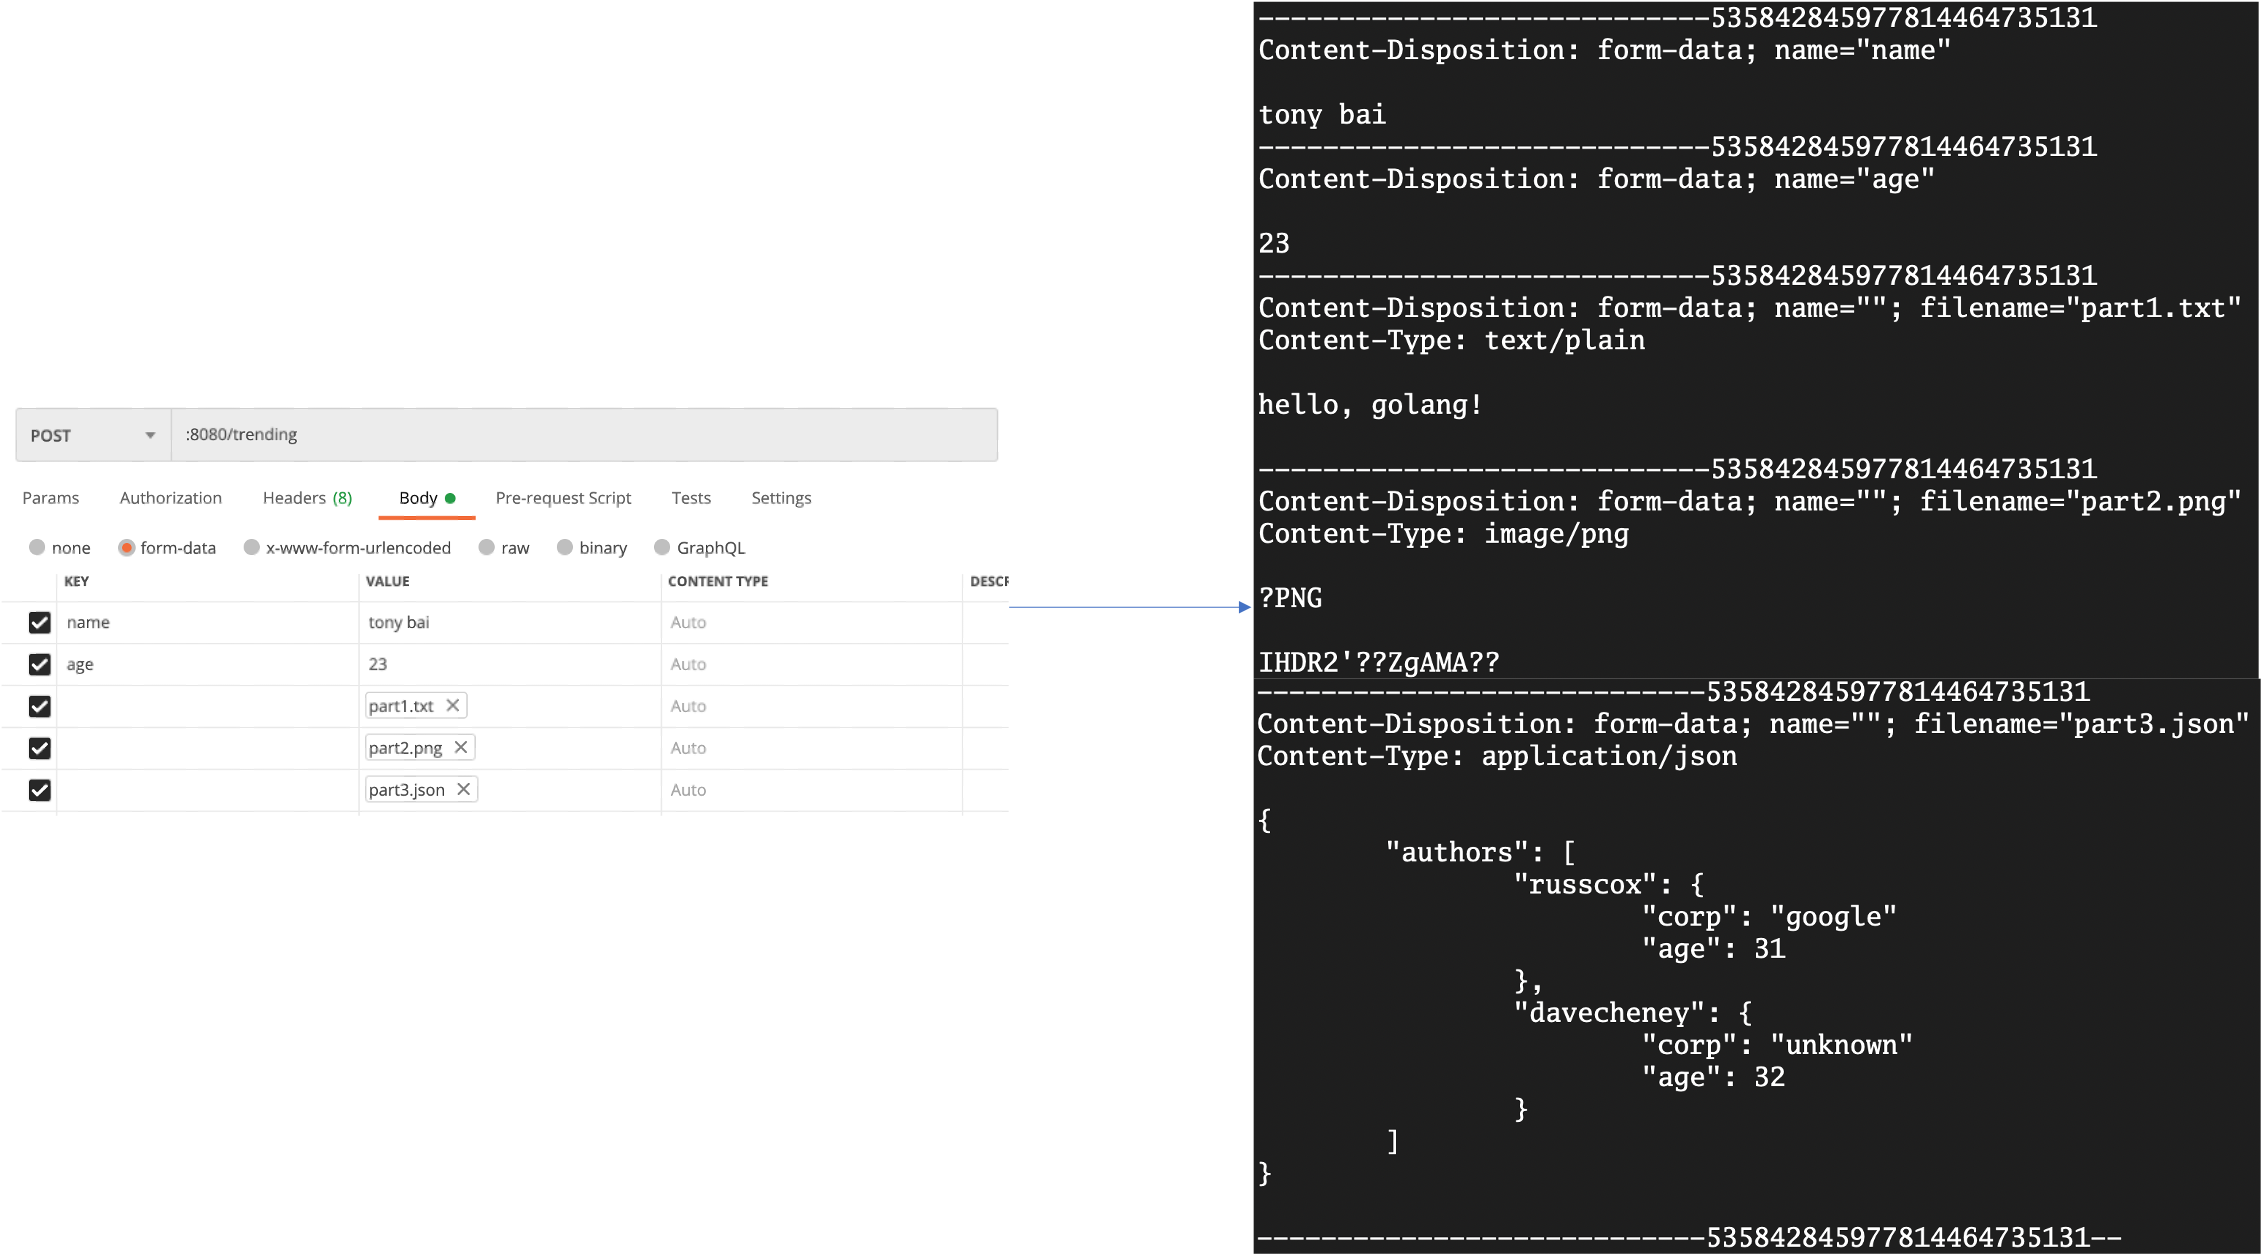 POST :8080/trending
Params Authorization Headers (8) Body Pre-request Script Tests Settings
none form-data x-www-form-urlencoded raw binary GraphQL
KEY VALUE CONTENT TYPE DESCR
name tony bai Auto
age 23 Auto
part1.txt Auto
part2.png Auto
part3.json Auto
----------------------------535842845977814464735131
Content-Disposition: form-data; name="name"
tony bai
----------------------------535842845977814464735131
Content-Disposition: form-data; name="age"
23
----------------------------535842845977814464735131
Content-Disposition: form-data; name=""; filename="part1.txt"
Content-Type: text/plain
hello, golang!
----------------------------535842845977814464735131
Content-Disposition: form-data; name=""; filename="part2.png"
Content-Type: image/png
?PNG
IHDR2'??ZgAMA??
----------------------------535842845977814464735131
Content-Disposition: form-data; name=""; filename="part3.json"
Content-Type: application/json
{
"authors": [
"russcox": {
"corp": "google"
"age": 31
},
"davecheney": {
"corp": "unknown"
"age": 32
}
]
}
----------------------------535842845977814464735131--